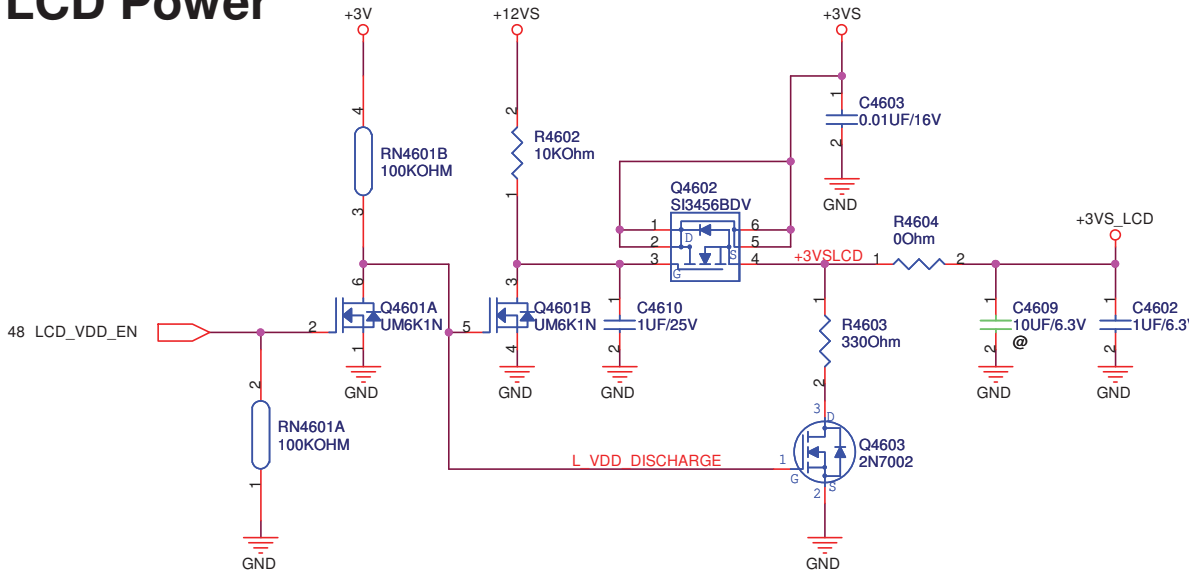 LCD Power
+3V
+12VS
+3VS
4
RN4601B
100KOHM
3
2
R4602
10KOhm
1
1
C4603
0.01UF/16V
2
GND
Q4602
SI3456BDV
1
2
3
6
5
4
D
S
G
+3VSLCD
1
R4604
0Ohm
2
+3VS_LCD
48 LCD_VDD_EN
2
6
Q4601A
UM6K1N
1
GND
5
3
Q4601B
UM6K1N
4
GND
1
C4610
1UF/25V
2
GND
1
R4603
330Ohm
2
1
C4609
10UF/6.3V
@
2
GND
1
C4602
1UF/6.3V
2
GND
2
RN4601A
100KOHM
1
GND
L_VDD_DISCHARGE
1
G
3
D
Q4603
2N7002
2
S
GND